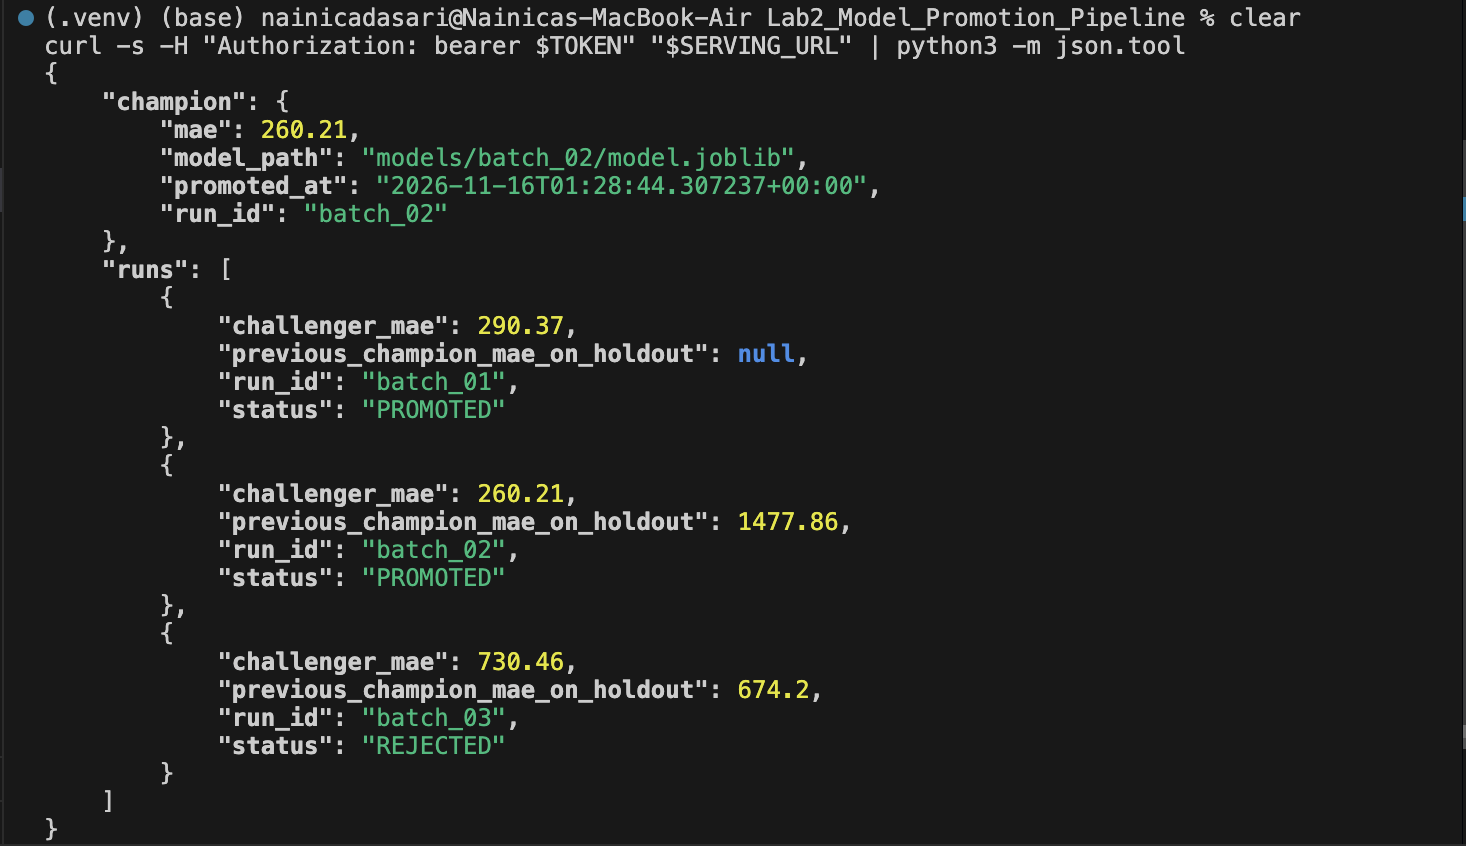 (.venv) (base) nainicadasari@Nainicas-MacBook-Air Lab2_Model_Promotion_Pipeline % clear
curl -s -H "Authorization: bearer $TOKEN" "$SERVING_URL" | python3 -m json.tool
{
    "champion": {
        "mae": 260.21,
        "model_path": "models/batch_02/model.joblib",
        "promoted_at": "2026-11-16T01:28:44.307237+00:00",
        "run_id": "batch_02"
    },
    "runs": [
        {
            "challenger_mae": 290.37,
            "previous_champion_mae_on_holdout": null,
            "run_id": "batch_01",
            "status": "PROMOTED"
        },
        {
            "challenger_mae": 260.21,
            "previous_champion_mae_on_holdout": 1477.86,
            "run_id": "batch_02",
            "status": "PROMOTED"
        },
        {
            "challenger_mae": 730.46,
            "previous_champion_mae_on_holdout": 674.2,
            "run_id": "batch_03",
            "status": "REJECTED"
        }
    ]
}